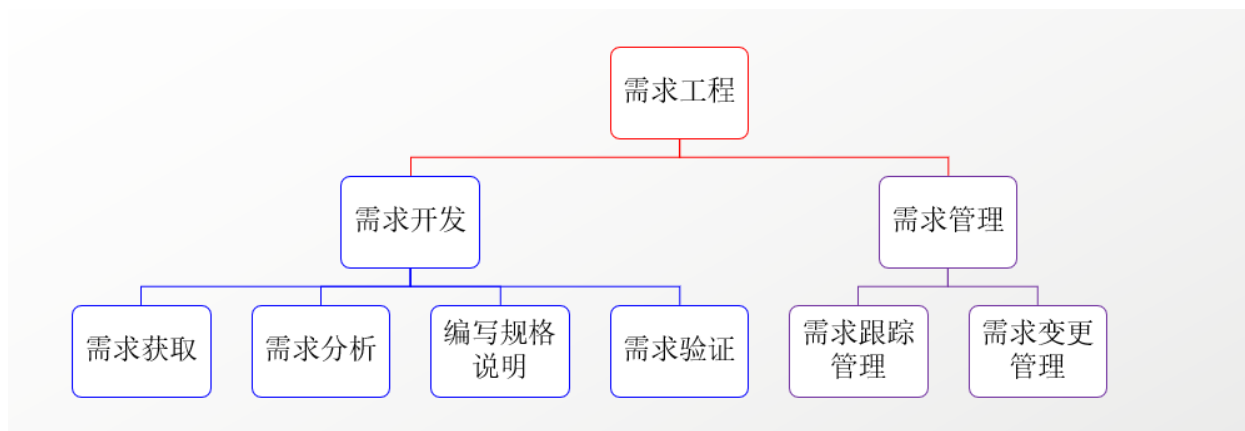 需求工程
需求开发
需求管理
需求获取
需求分析
编写规格
说明
需求验证
需求跟踪
管理
需求变更
管理